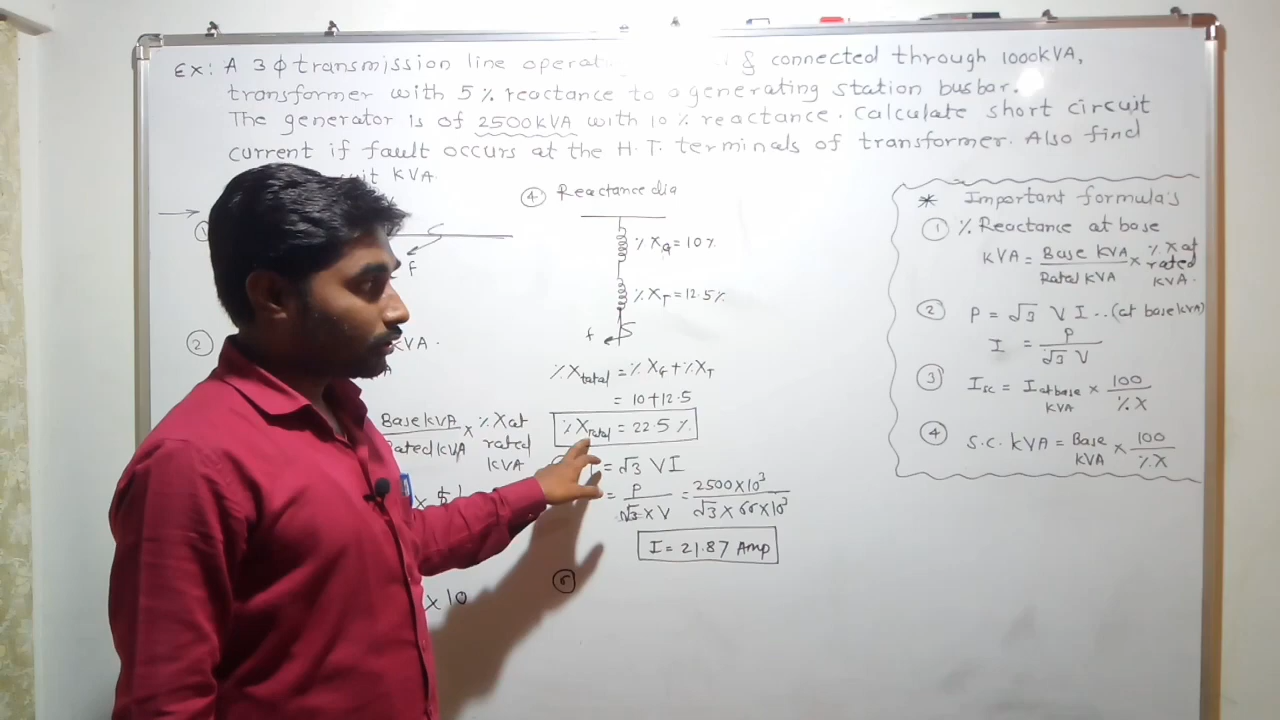 Ex: A 3ϕ transmission line operat & connected through 1000kVA,
transformer with 5% reactance to a generating station busbar.
The generator is of 2500kVA with 10% reactance. Calculate short circuit
current if fault occurs at the H.T. terminals of transformer. Also find
kVA.
1
F
2
kVA.
A
Base kVA × % X at
Rated kVA rated
kVA
×
× 10
④ Reactance dia
% XG = 10%
% XT = 12.5%
f
% Xtotal = % XG + % XT
= 10 + 12.5
% Xtotal = 22.5 %
= √3 VI
= P / √3 × V = 2500×10³ / √3 × 66×10³
I = 21.87 Amp
⑥
* Important formula's
① % Reactance at base
kVA = Base kVA / Rated kVA × % X at rated kVA.
② P = √3 V I .. (at base kVA)
I = P / √3 V
③ Isc = I at base kVA × 100 / % X
④ S.C. kVA = Base kVA × 100 / % X